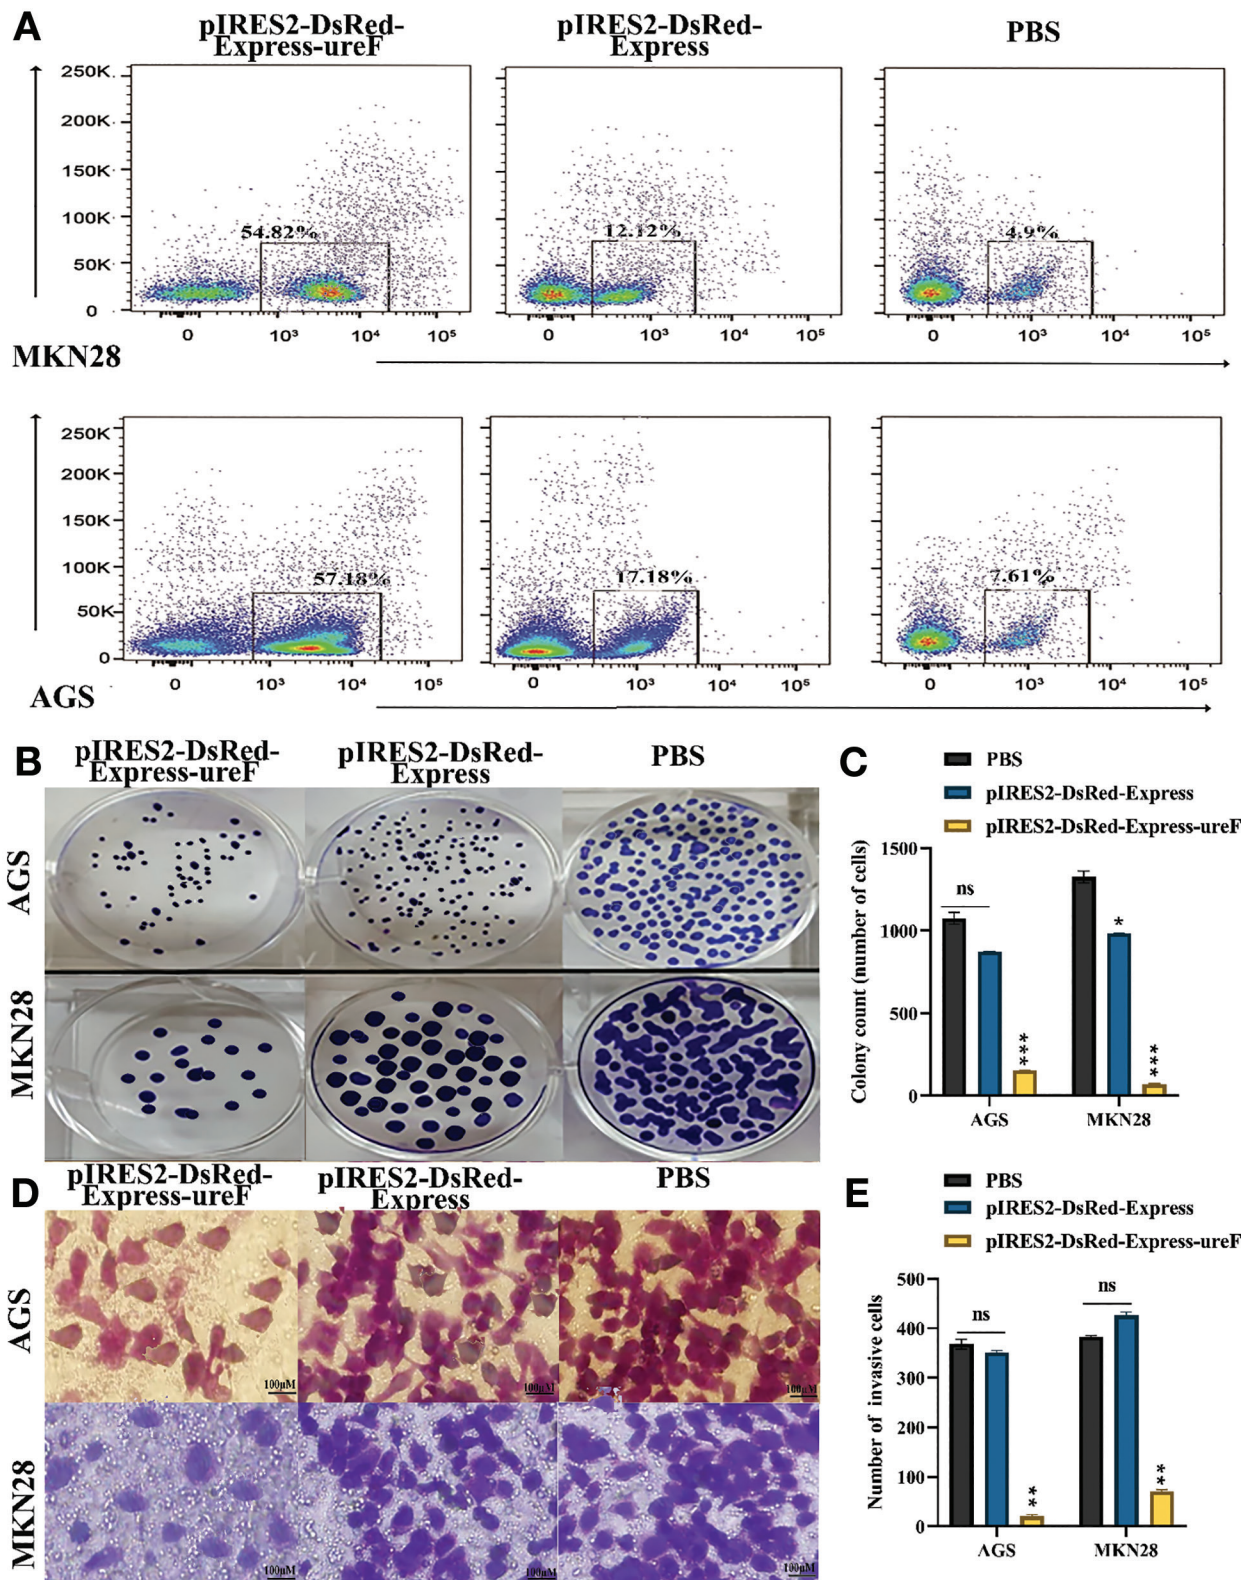 A
pIRES2-DsRed-
Express-ureF
pIRES2-DsRed-
Express
PBS
250K
200K
150K
100K
50K
0
54.82%
12.12%
4.9%
0 10³ 10⁴ 10⁵
0 10³ 10⁴ 10⁵
0 10³ 10⁴ 10⁵
MKN28
250K
200K
150K
100K
50K
0
57.18%
17.18%
7.61%
0 10³ 10⁴ 10⁵
0 10³ 10⁴ 10⁵
0 10³ 10⁴ 10⁵
AGS
B
pIRES2-DsRed-
Express-ureF
pIRES2-DsRed-
Express
PBS
AGS
MKN28
C
PBS
pIRES2-DsRed-Express
pIRES2-DsRed-Express-ureF
Colony count (number of cells)
1500
1000
500
0
ns
***
*
***
AGS
MKN28
D
pIRES2-DsRed-
Express-ureF
pIRES2-DsRed-
Express
PBS
AGS
100μM
100μM
100μM
MKN28
100μM
100μM
100μM
E
PBS
pIRES2-DsRed-Express
pIRES2-DsRed-Express-ureF
Number of invasive cells
500
400
300
200
100
0
ns
**
ns
**
AGS
MKN28